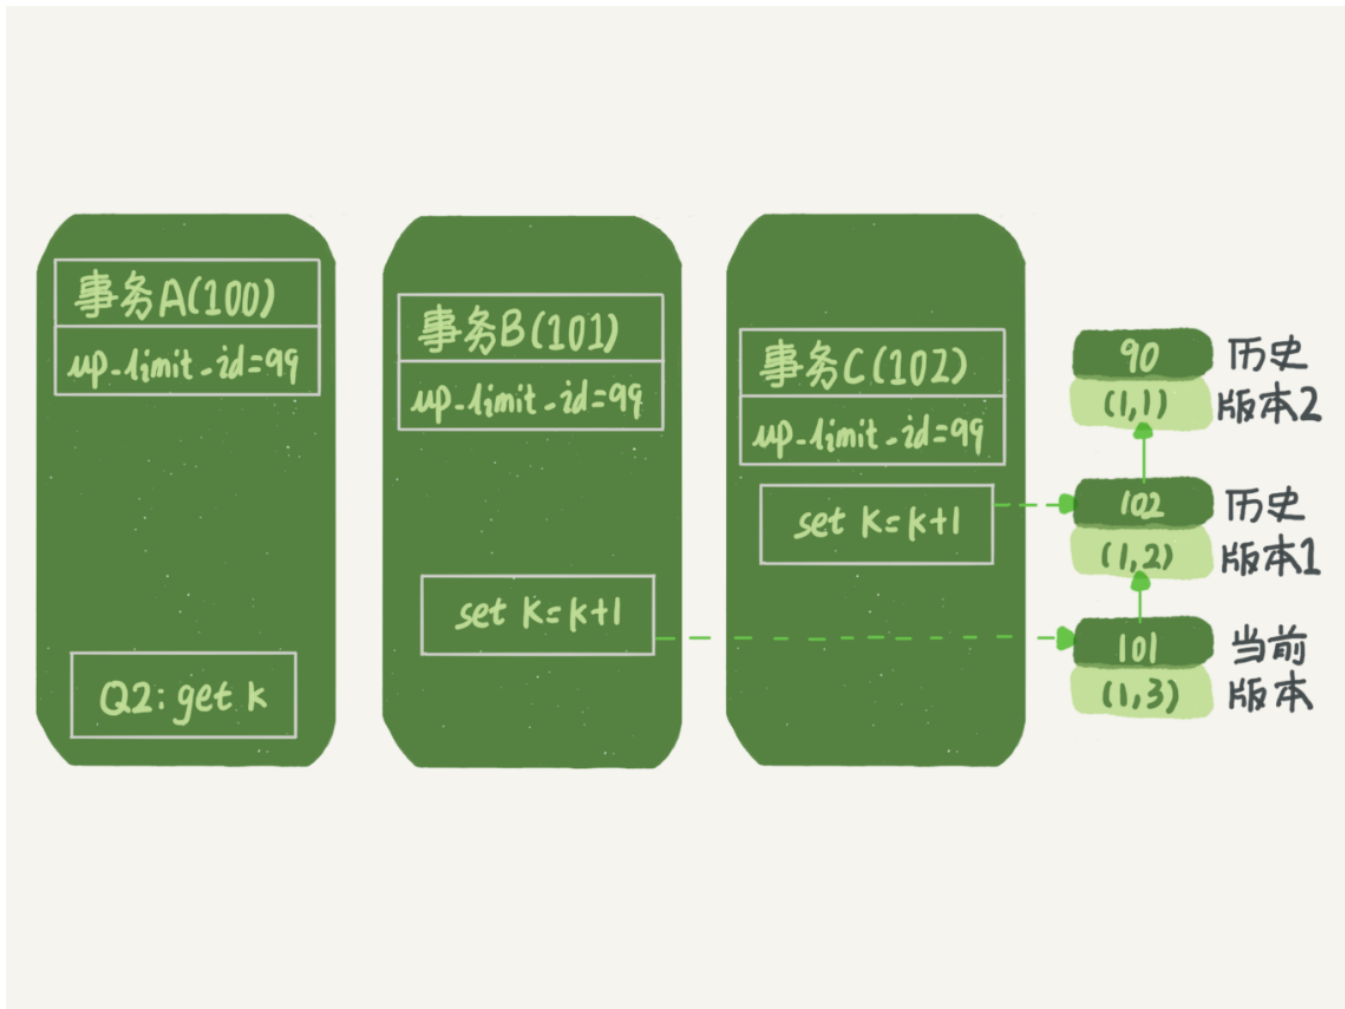 事务A(100)
up-limit-id=99
Q2: get k
事务B(101)
up-limit-id=99
set k=k+1
事务C(102)
up-limit-id=99
set k=k+1
90
(1,1)
历史
版本2
102
(1,2)
历史
版本1
101
(1,3)
当前
版本